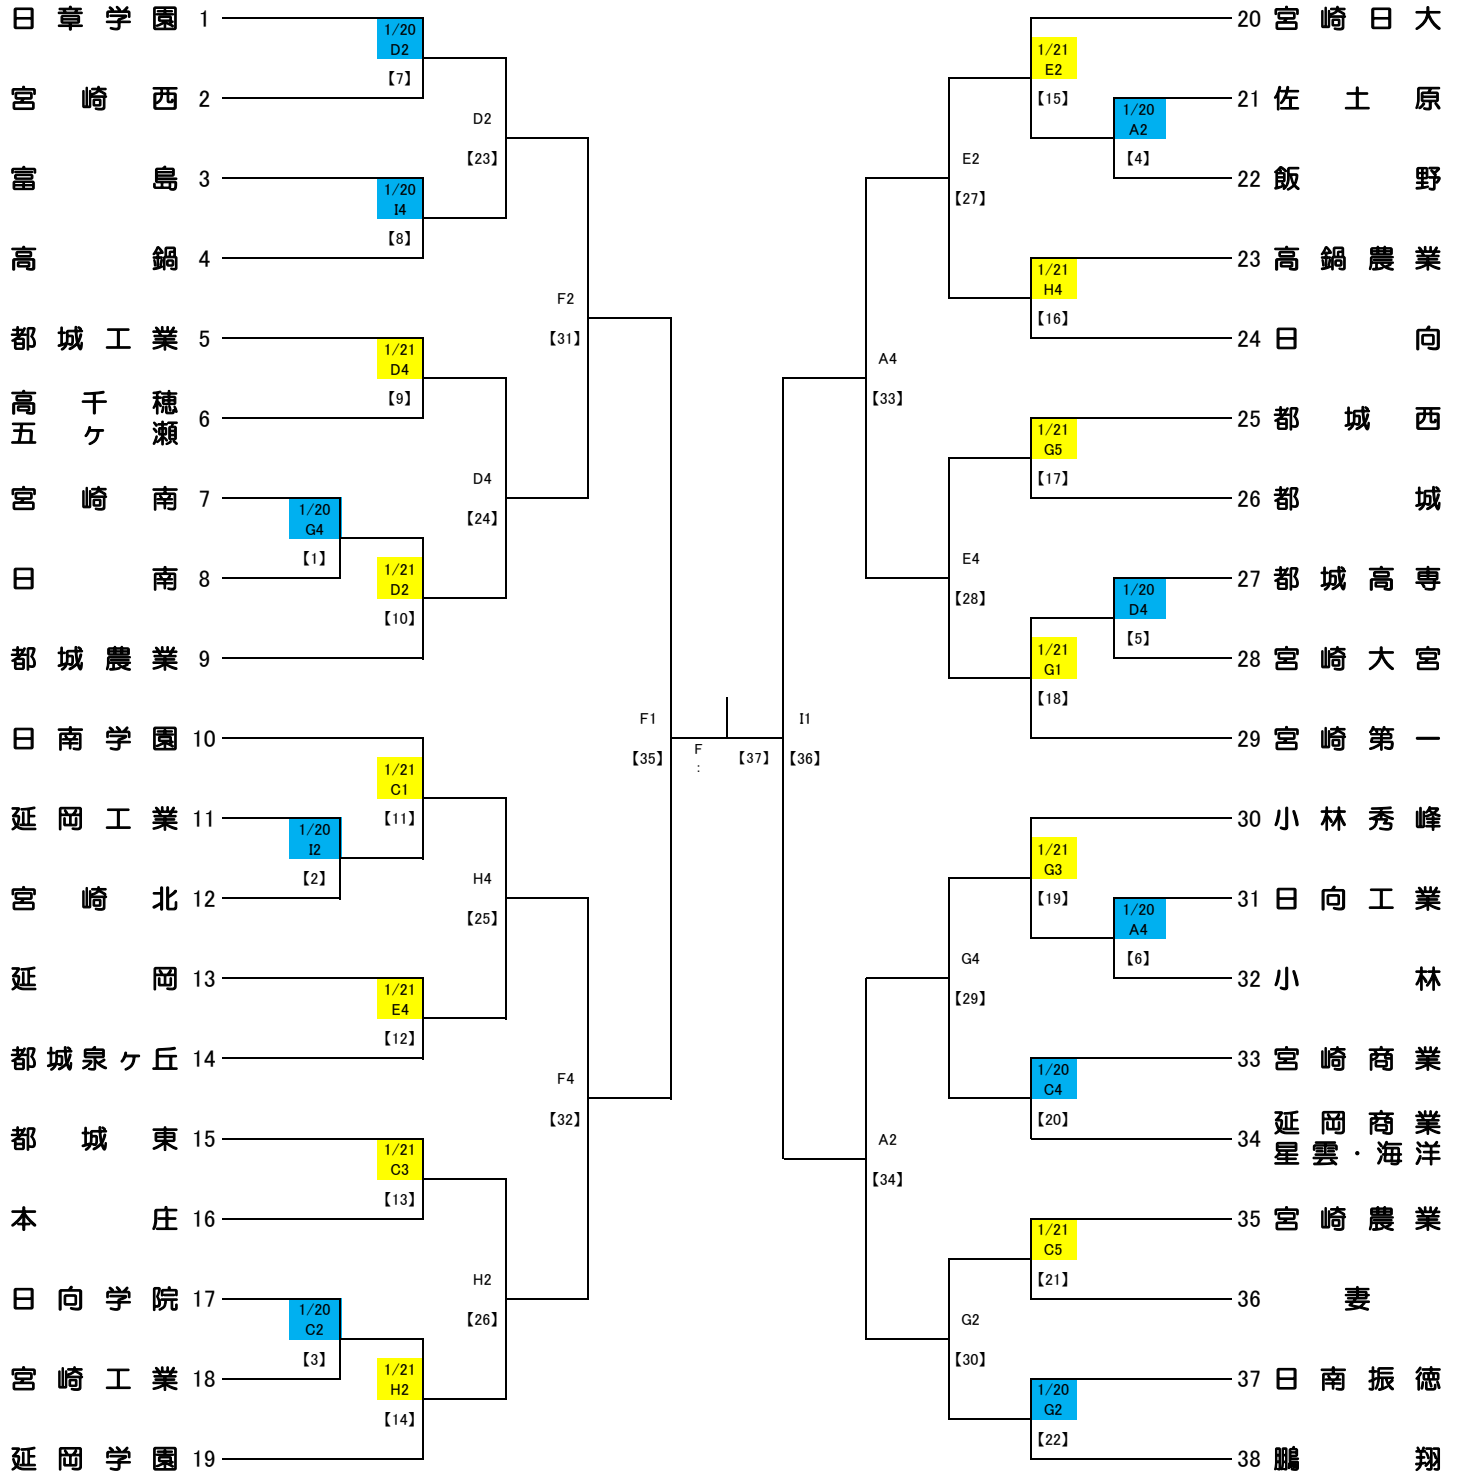 日章学園 1
1/20
D2
【7】
宮崎西 2
D2
【23】
富島 3
1/20
I4
【8】
高鍋 4
F2
【31】
都城工業 5
1/21
D4
【9】
高千穂
五ヶ瀬 6
D4
【24】
宮崎南 7
1/20
G4
【1】
日南 8
1/21
D2
【10】
都城農業 9
F1
【35】
日南学園 10
1/21
C1
【11】
延岡工業 11
1/20
I2
【2】
宮崎北 12
H4
【25】
延岡 13
1/21
E4
【12】
都城泉ヶ丘 14
F4
【32】
都城東 15
1/21
C3
【13】
本庄 16
H2
【26】
日向学院 17
1/20
C2
【3】
宮崎工業 18
1/21
H2
【14】
延岡学園 19
F
:
【37】
I1
【36】
20 宮崎日大
1/21
E2
【15】
21 佐土原
1/20
A2
【4】
22 飯野
E2
【27】
23 高鍋農業
1/21
H4
【16】
24 日向
A4
【33】
25 都城西
1/21
G5
【17】
26 都城
E4
【28】
27 都城高専
1/20
D4
【5】
28 宮崎大宮
1/21
G1
【18】
29 宮崎第一
30 小林秀峰
1/21
G3
【19】
31 日向工業
1/20
A4
【6】
32 小林
G4
【29】
33 宮崎商業
1/20
C4
【20】
34 延岡商業
星雲・海洋
A2
【34】
35 宮崎農業
1/21
C5
【21】
36 妻
G2
【30】
37 日南振徳
1/20
G2
【22】
38 鵬翔